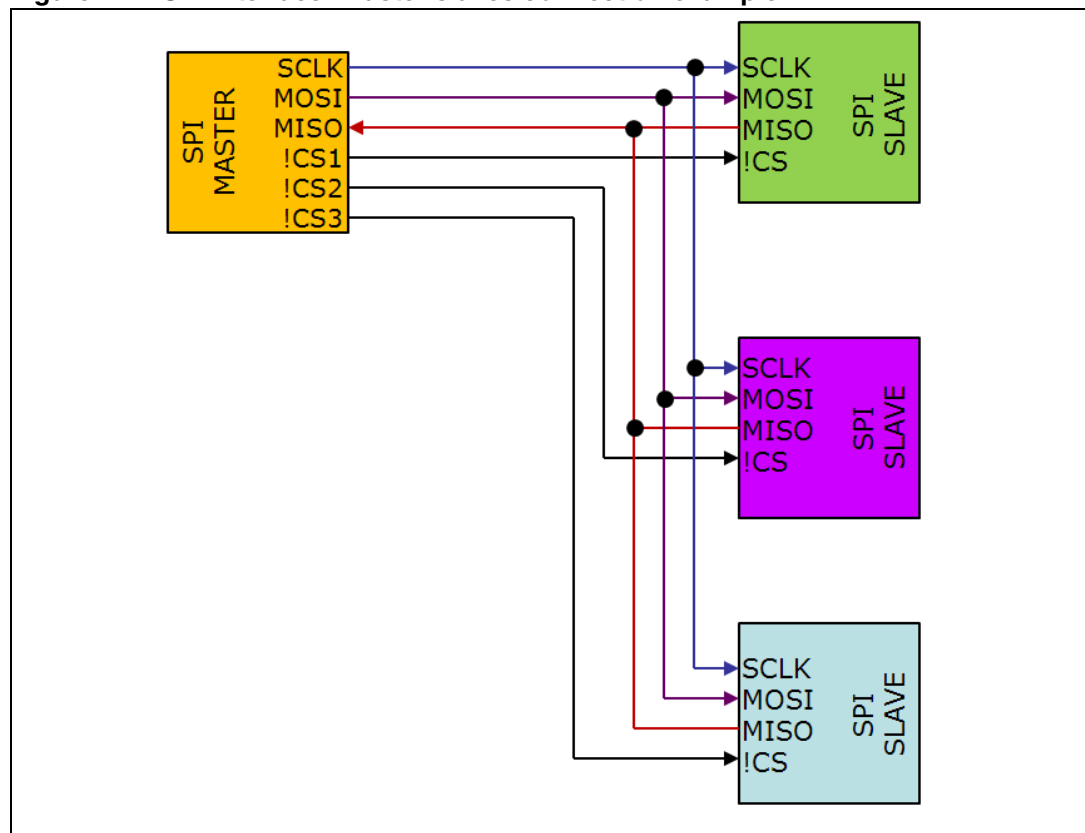 SCLK
MOSI
MISO
!CS1
!CS2
!CS3
SPI
MASTER
SCLK
MOSI
MISO
!CS
SPI
SLAVE
SCLK
MOSI
MISO
!CS
SPI
SLAVE
SCLK
MOSI
MISO
!CS
SPI
SLAVE